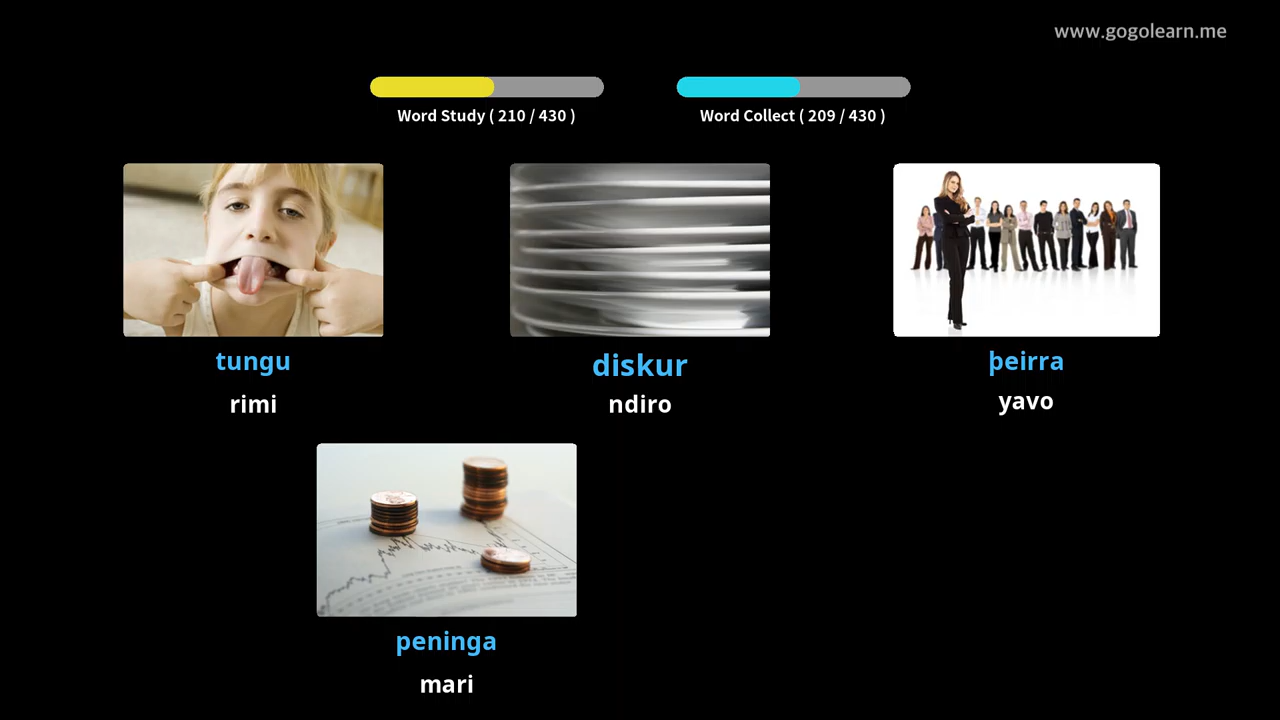 www.gogolearn.me
Word Study ( 210 / 430 )
Word Collect ( 209 / 430 )
tungu
diskur
þeirra
rimi
ndiro
yavo
peninga
mari